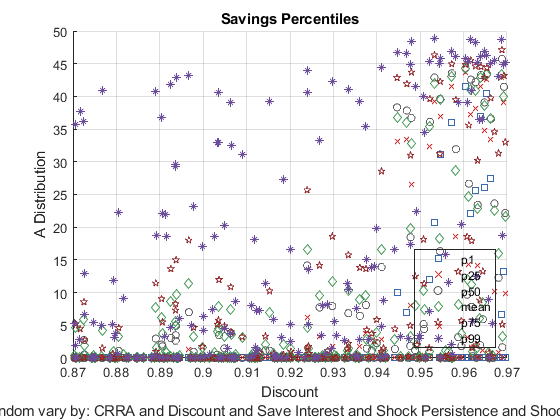 Savings Percentiles
50
45
40
35
30
25
20
15
10
5
0
A Distribution
p1
p25
p50
mean
p75
p99
0.87 0.88 0.89 0.9 0.91 0.92 0.93 0.94 0.95 0.96 0.97
Discount
ndom vary by: CRRA and Discount and Save Interest and Shock Persistence and Sho